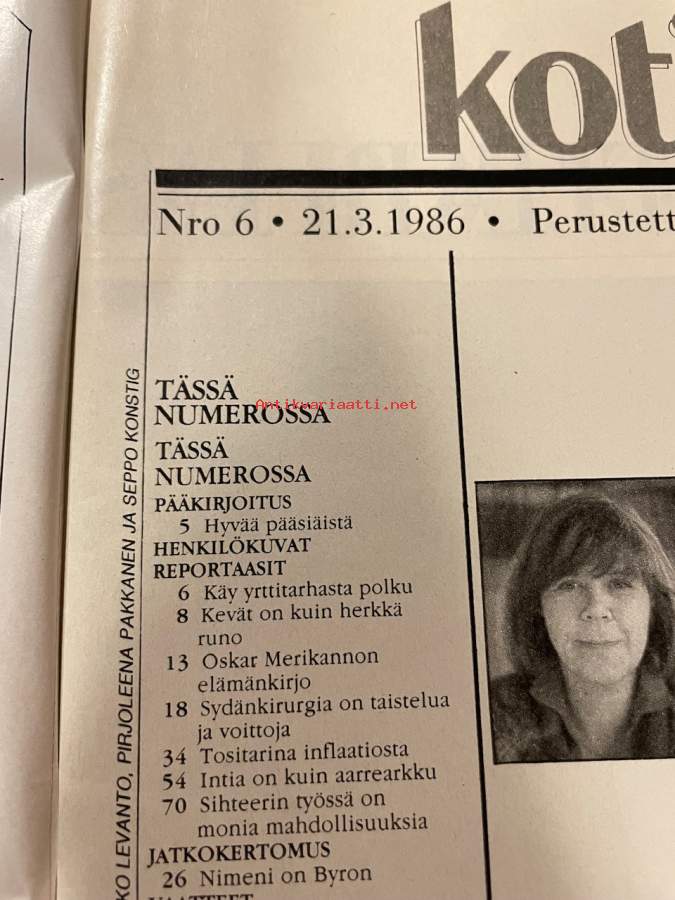 kot
Nro 6 • 21.3.1986 • Perustett
TÄSSÄ
NUMEROSSA
Antikvariaatti.net
TÄSSÄ
NUMEROSSA
PÄÄKIRJOITUS
5 Hyvää pääsiäistä
HENKILÖKUVAT
REPORTAASIT
6 Käy yrttitarhasta polku
8 Kevät on kuin herkkä
runo
13 Oskar Merikannon
elämänkirjo
18 Sydänkirurgia on taistelua
ja voittoja
34 Tositarina inflaatiosta
54 Intia on kuin aarrearkku
70 Sihteerin työssä on
monia mahdollisuuksia
JATKOKERTOMUS
26 Nimeni on Byron
VAATTEET
KO LEVANTO, PIRJOLEENA PAKKANEN JA SEPPO KONSTIG